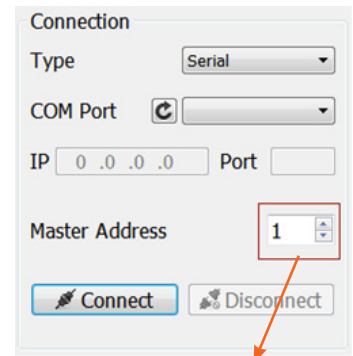 Connection
Type Serial
COM Port
IP 0 .0 .0 .0 Port
Master Address 1
Connect Disconnect